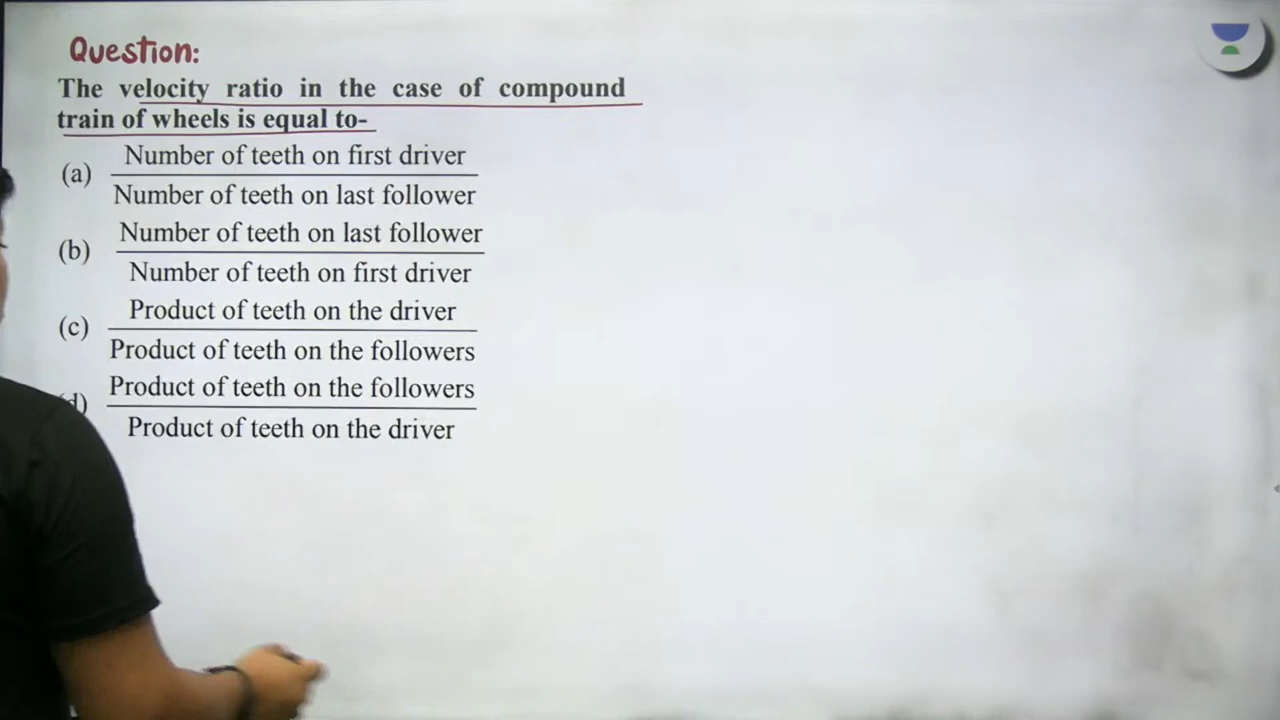 Question:
The velocity ratio in the case of compound
train of wheels is equal to-
(a) Number of teeth on first driver
Number of teeth on last follower
(b) Number of teeth on last follower
Number of teeth on first driver
(c) Product of teeth on the driver
Product of teeth on the followers
d) Product of teeth on the followers
Product of teeth on the driver